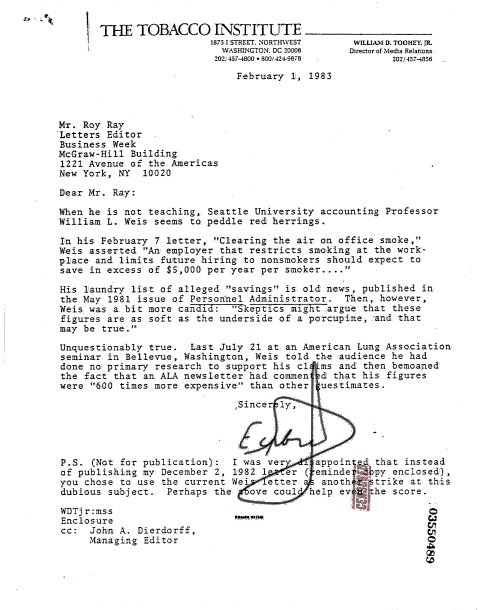 THE TOBACCO INSTITUTE
1875 I STREET, NORTHWEST
WASHINGTON, DC 20006
202/457-4800 • 800/424-9876
WILLIAM D. TOOHEY, JR.
Director of Media Relations
202/457-4856
February 1, 1983
Mr. Roy Ray
Letters Editor
Business Week
McGraw-Hill Building
1221 Avenue of the Americas
New York, NY 10020
Dear Mr. Ray:
When he is not teaching, Seattle University accounting Professor
William L. Weis seems to peddle red herrings.
In his February 7 letter, "Clearing the air on office smoke,"
Weis asserted "An employer that restricts smoking at the work-
place and limits future hiring to nonsmokers should expect to
save in excess of $5,000 per year per smoker...."
His laundry list of alleged "savings" is old news, published in
the May 1981 issue of Personnel Administrator. Then, however,
Weis was a bit more candid: "Skeptics might argue that these
figures are as soft as the underside of a porcupine, and that
may be true."
Unquestionably true. Last July 21 at an American Lung Association
seminar in Bellevue, Washington, Weis told the audience he had
done no primary research to support his claims and then bemoaned
the fact that an ALA newsletter had commented that his figures
were "600 times more expensive" than other guestimates.
Sincerely,
P.S. (Not for publication): I was very disappointed that instead
of publishing my December 2, 1982 letter (reminder copy enclosed),
you chose to use the current Weis letter as another strike at this
dubious subject. Perhaps the above could help even the score.
WDTjr:mss
Enclosure
cc: John A. Dierdorff,
Managing Editor
03550489